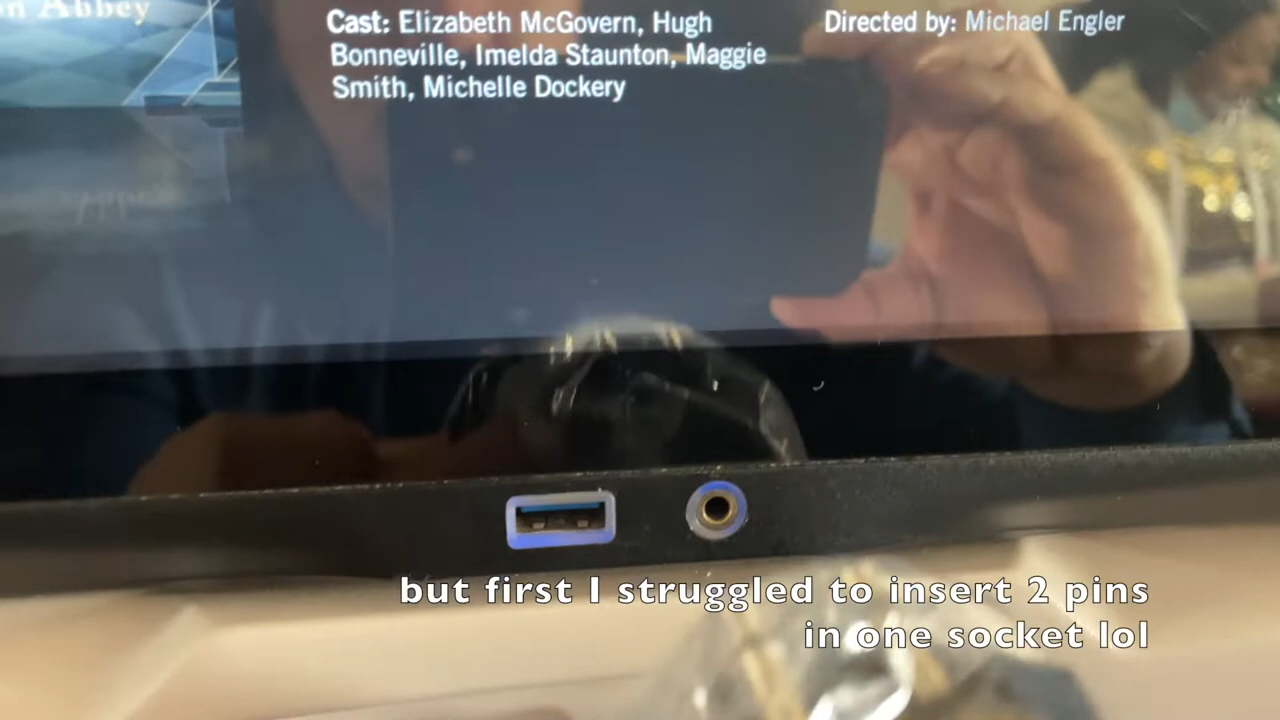 n Abbey
Cast: Elizabeth McGovern, Hugh
Bonneville, Imelda Staunton, Maggie
Smith, Michelle Dockery
Directed by: Michael Engler
but first I struggled to insert 2 pins
in one socket lol